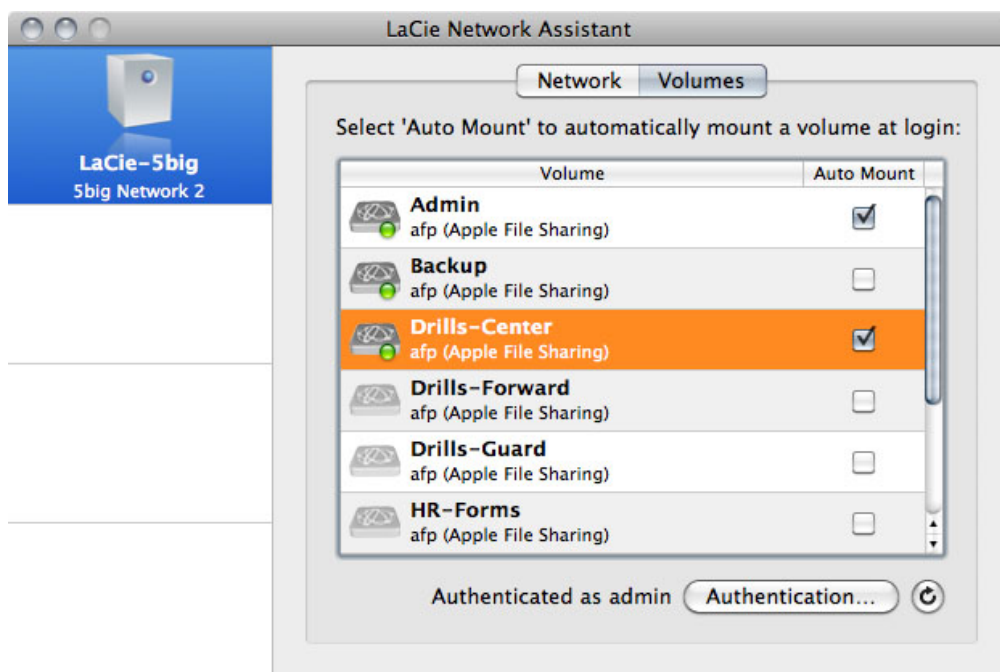 LaCie Network Assistant
LaCie-5big
5big Network 2
Network Volumes
Select 'Auto Mount' to automatically mount a volume at login:
Volume Auto Mount
Admin
afp (Apple File Sharing)
Backup
afp (Apple File Sharing)
Drills-Center
afp (Apple File Sharing)
Drills-Forward
afp (Apple File Sharing)
Drills-Guard
afp (Apple File Sharing)
HR-Forms
afp (Apple File Sharing)
Authenticated as admin Authentication...